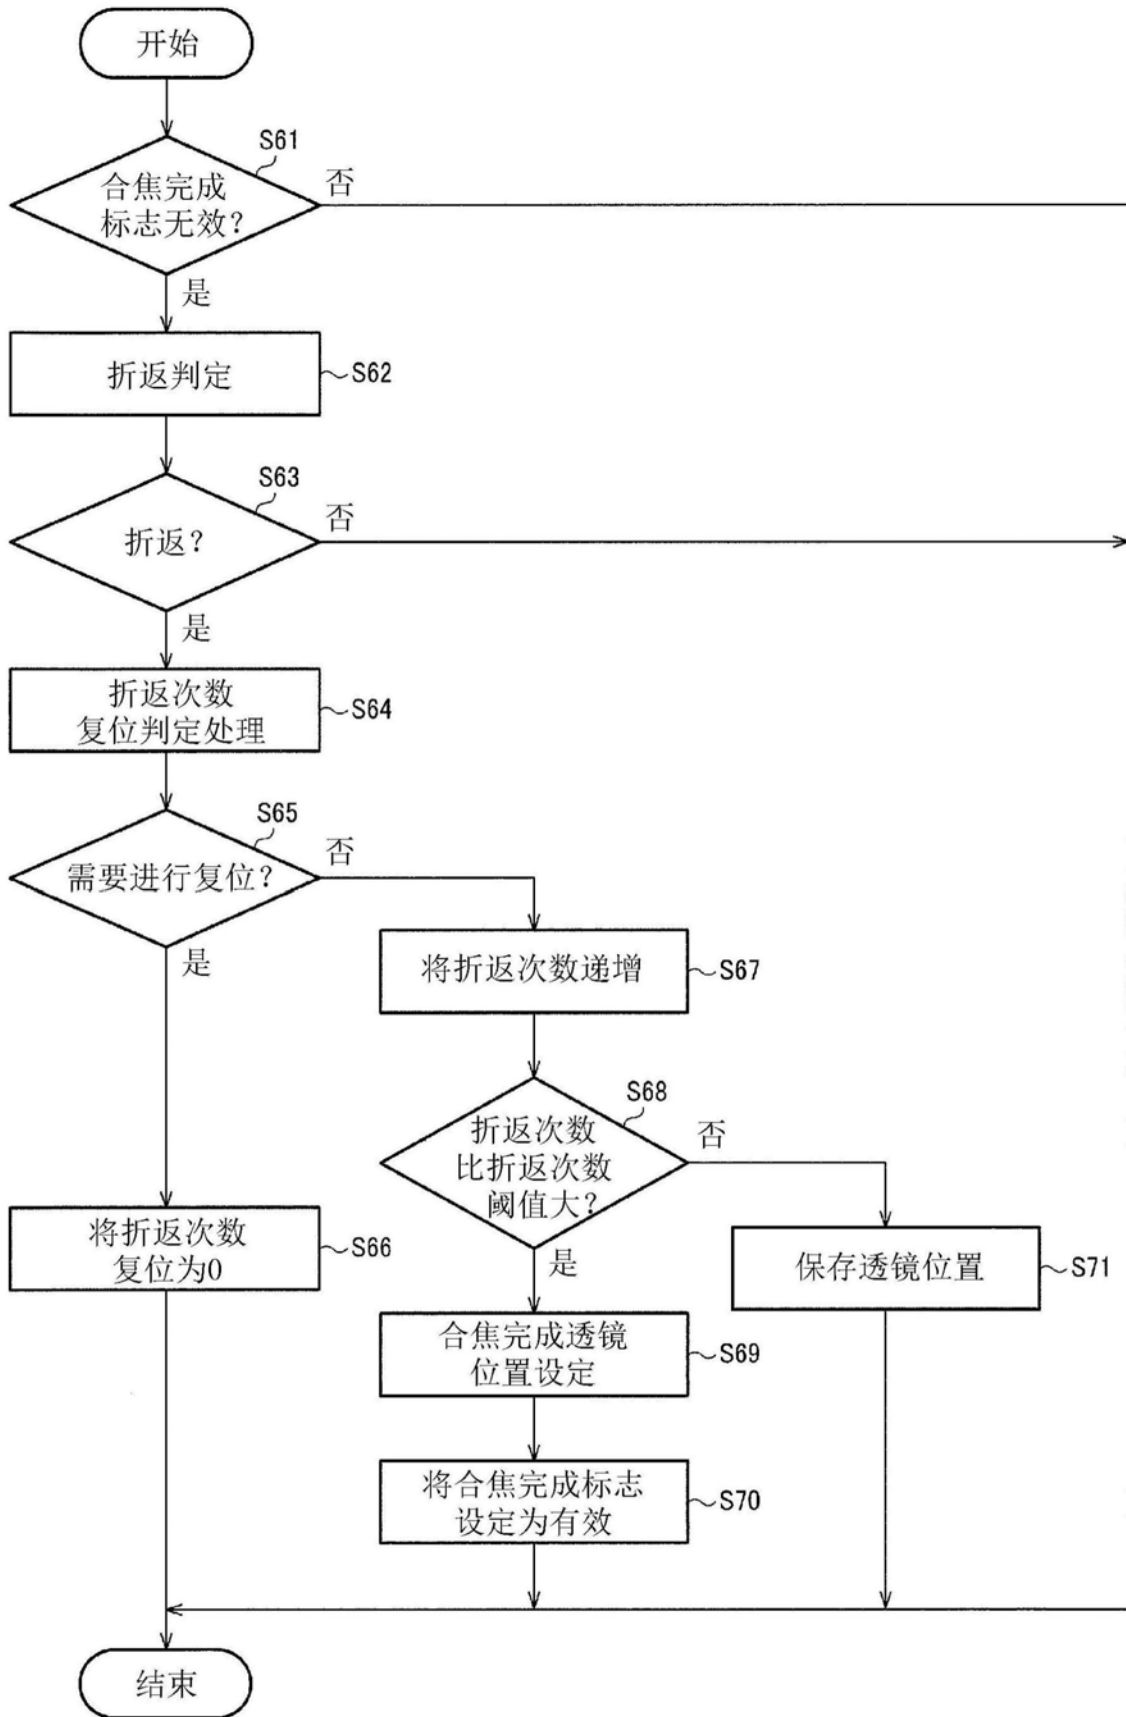 开始
S61
合焦完成
标志无效?
否
是
折返判定
S62
S63
折返?
否
是
折返次数
复位判定处理
S64
S65
需要进行复位?
否
是
将折返次数递增
S67
S68
折返次数
比折返次数
阈值大?
否
是
将折返次数
复位为0
S66
保存透镜位置
S71
合焦完成透镜
位置设定
S69
将合焦完成标志
设定为有效
S70
结束